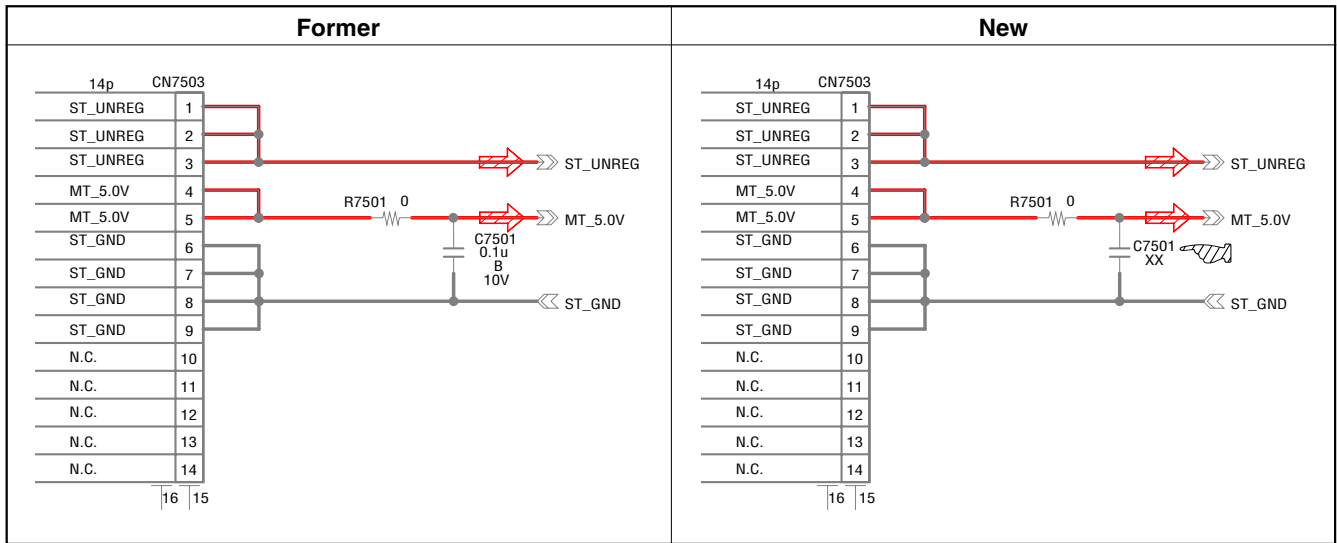 Former
14p CN7503
ST_UNREG 1
ST_UNREG 2
ST_UNREG 3
ST_UNREG
MT_5.0V 4
R7501 0
MT_5.0V 5
MT_5.0V
ST_GND 6
C7501
0.1u
B
10V
ST_GND 7
ST_GND 8
ST_GND
ST_GND 9
N.C. 10
N.C. 11
N.C. 12
N.C. 13
N.C. 14
16 15
New
14p CN7503
ST_UNREG 1
ST_UNREG 2
ST_UNREG 3
ST_UNREG
MT_5.0V 4
R7501 0
MT_5.0V 5
MT_5.0V
ST_GND 6
C7501
XX
ST_GND 7
ST_GND 8
ST_GND
ST_GND 9
N.C. 10
N.C. 11
N.C. 12
N.C. 13
N.C. 14
16 15